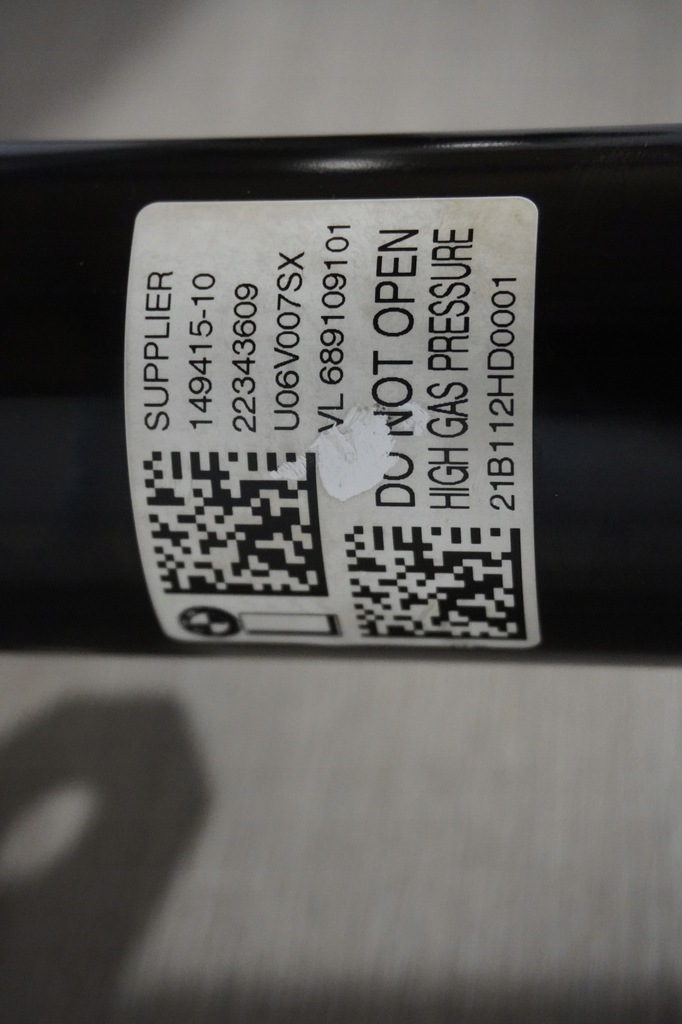 SUPPLIER
149415-10
22343609
U06V007SX
VL 689109101
DO NOT OPEN
HIGH GAS PRESSURE
21B112HD0001